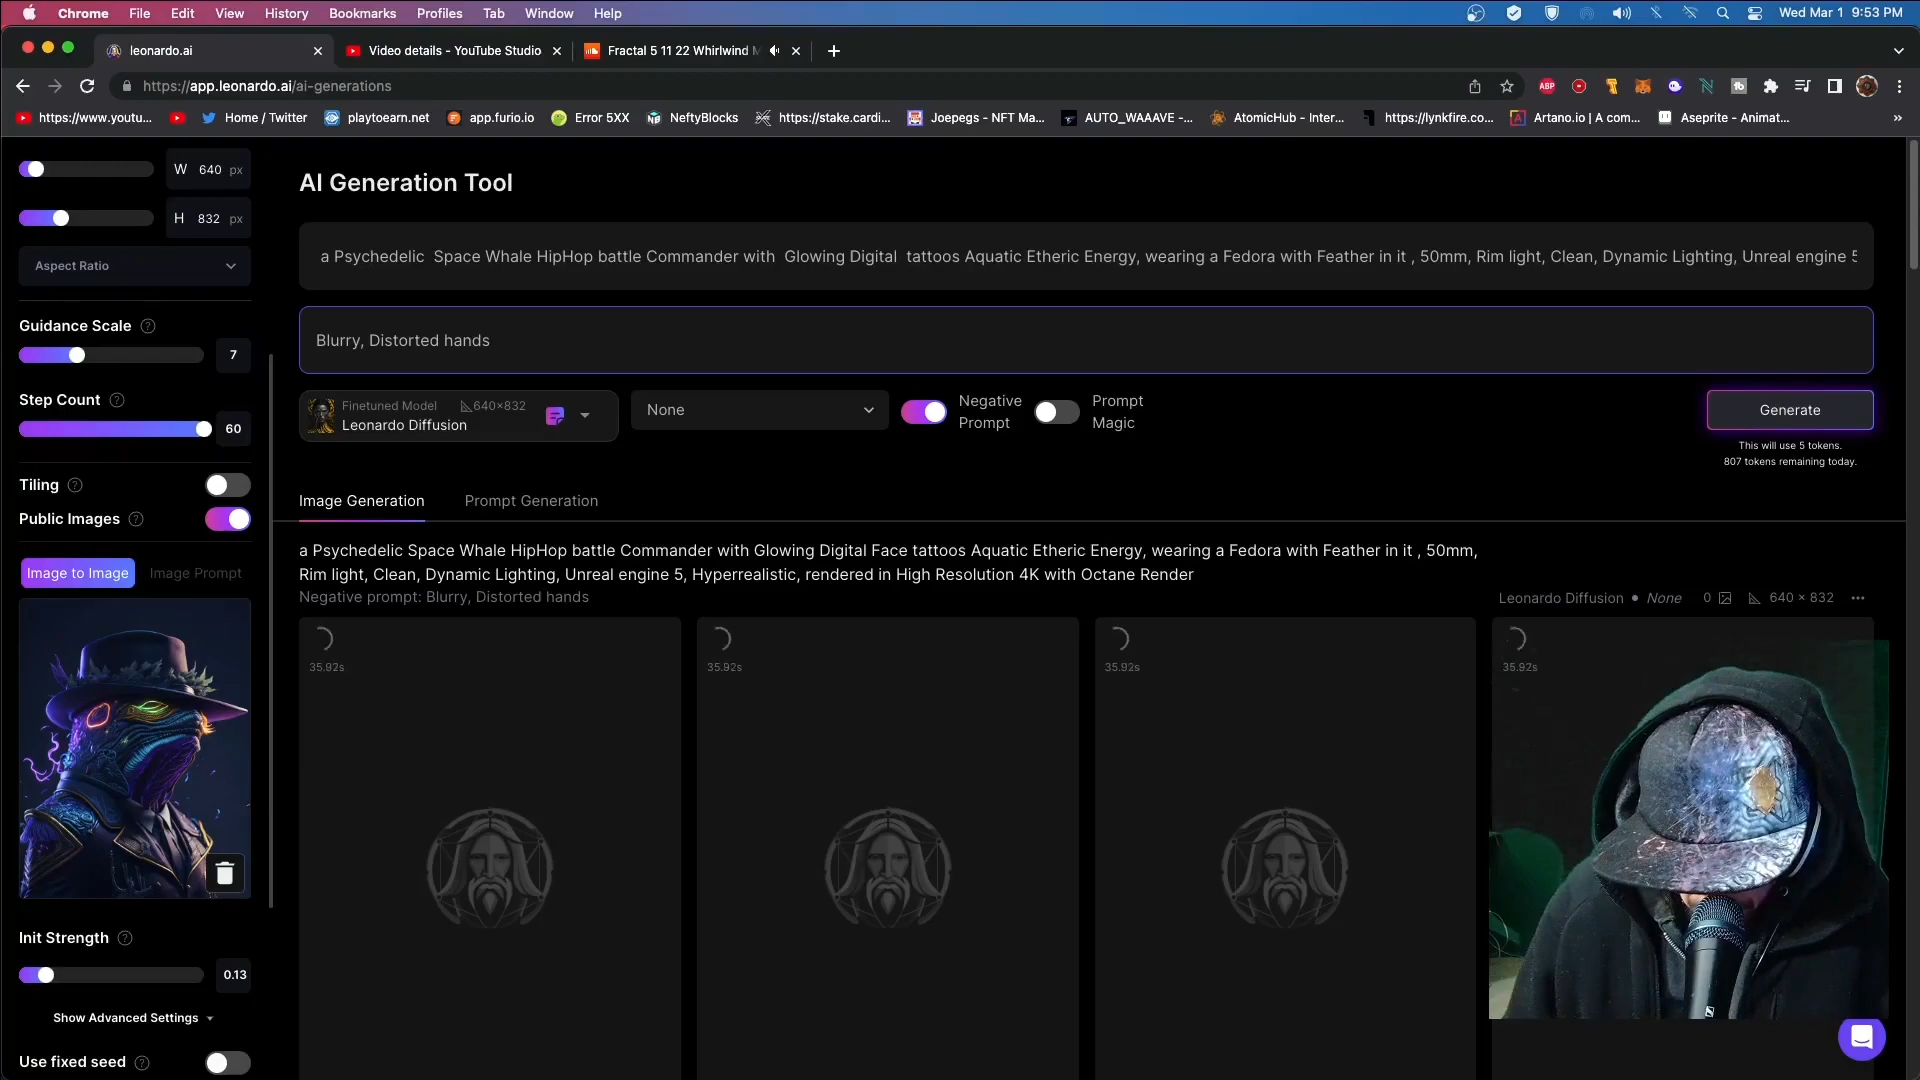 Chrome File Edit View History Bookmarks Profiles Tab Window Help Wed Mar 1 9:53 PM
leonardo.ai Video details - YouTube Studio Fractal 5 11 22 Whirlwind
https://app.leonardo.ai/ai-generations ABP
https://www.youtu... Home / Twitter playtoearn.net app.furio.io Error 5XX NeftyBlocks https://stake.cardi... Joepegs - NFT Ma... AUTO_WAAAVE -... AtomicHub - Inter... https://lynkfire.co... Artano.io | A com... Aseprite - Animat... »
W 640 px
H 832 px
Aspect Ratio
Guidance Scale ?
7
Step Count ?
60
Tiling ?
Public Images ?
Image to Image Image Prompt
Init Strength ?
0.13
Show Advanced Settings
Use fixed seed ?
AI Generation Tool
a Psychedelic Space Whale HipHop battle Commander with Glowing Digital tattoos Aquatic Etheric Energy, wearing a Fedora with Feather in it , 50mm, Rim light, Clean, Dynamic Lighting, Unreal engine 5
Blurry, Distorted hands
Finetuned Model 640×832
Leonardo Diffusion
None
Negative Prompt
Prompt Magic
Generate
This will use 5 tokens.
807 tokens remaining today.
Image Generation Prompt Generation
a Psychedelic Space Whale HipHop battle Commander with Glowing Digital Face tattoos Aquatic Etheric Energy, wearing a Fedora with Feather in it , 50mm,
Rim light, Clean, Dynamic Lighting, Unreal engine 5, Hyperrealistic, rendered in High Resolution 4K with Octane Render
Negative prompt: Blurry, Distorted hands
Leonardo Diffusion • None 0 640 × 832 •••
35.92s 35.92s 35.92s 35.92s